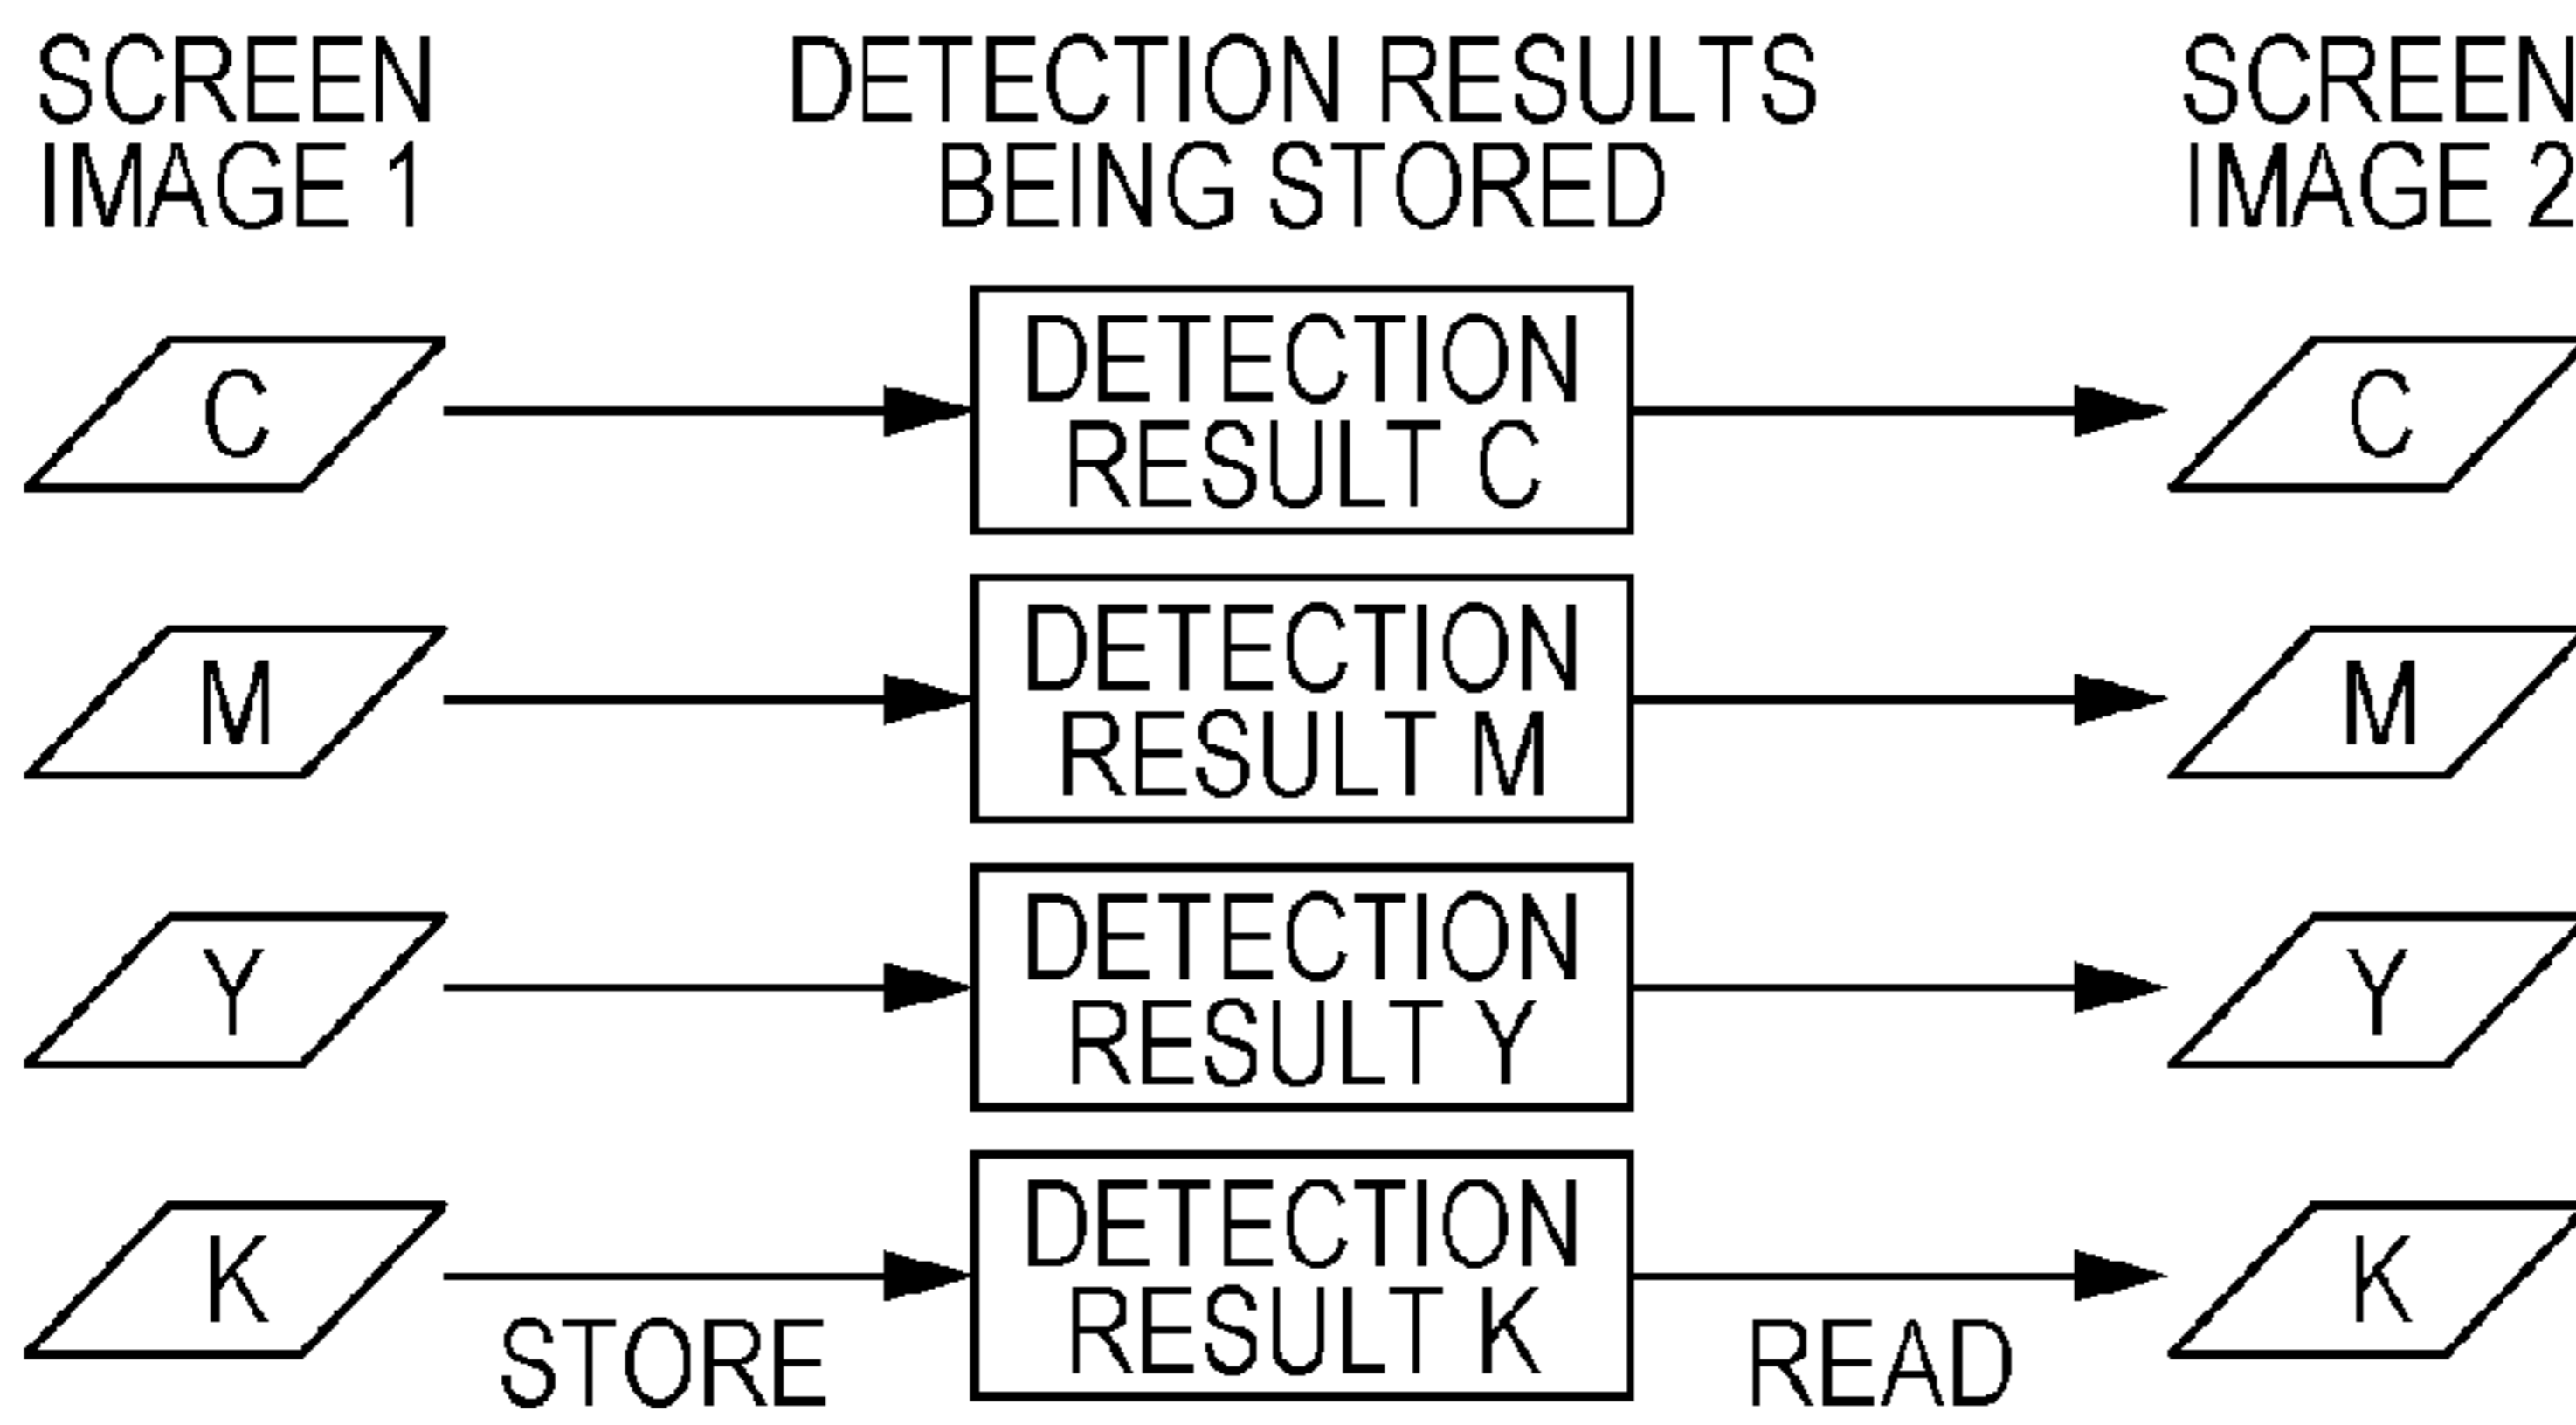 SCREEN
IMAGE 1
DETECTION RESULTS
BEING STORED
SCREEN
IMAGE 2
C
DETECTION
RESULT C
C
M
DETECTION
RESULT M
M
Y
DETECTION
RESULT Y
Y
K
DETECTION
RESULT K
K
STORE
READ